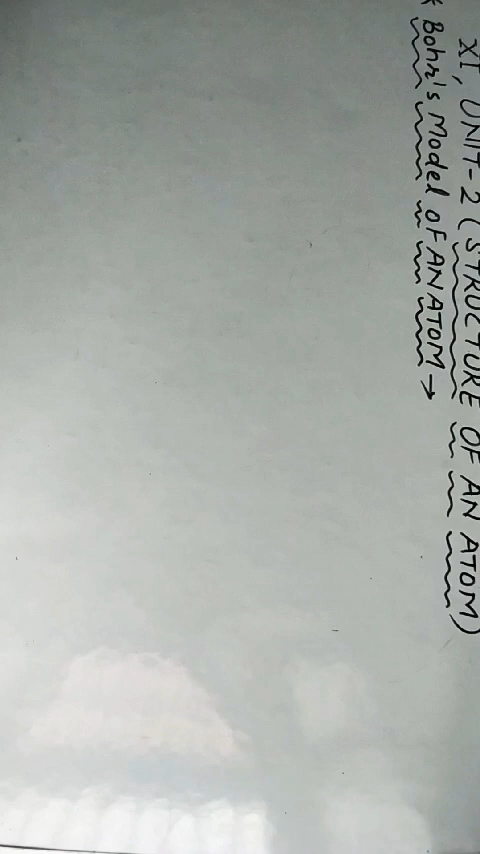 XI, UNIT-2 (STRUCTURE OF AN ATOM)
* Bohr's Model OF AN ATOM →